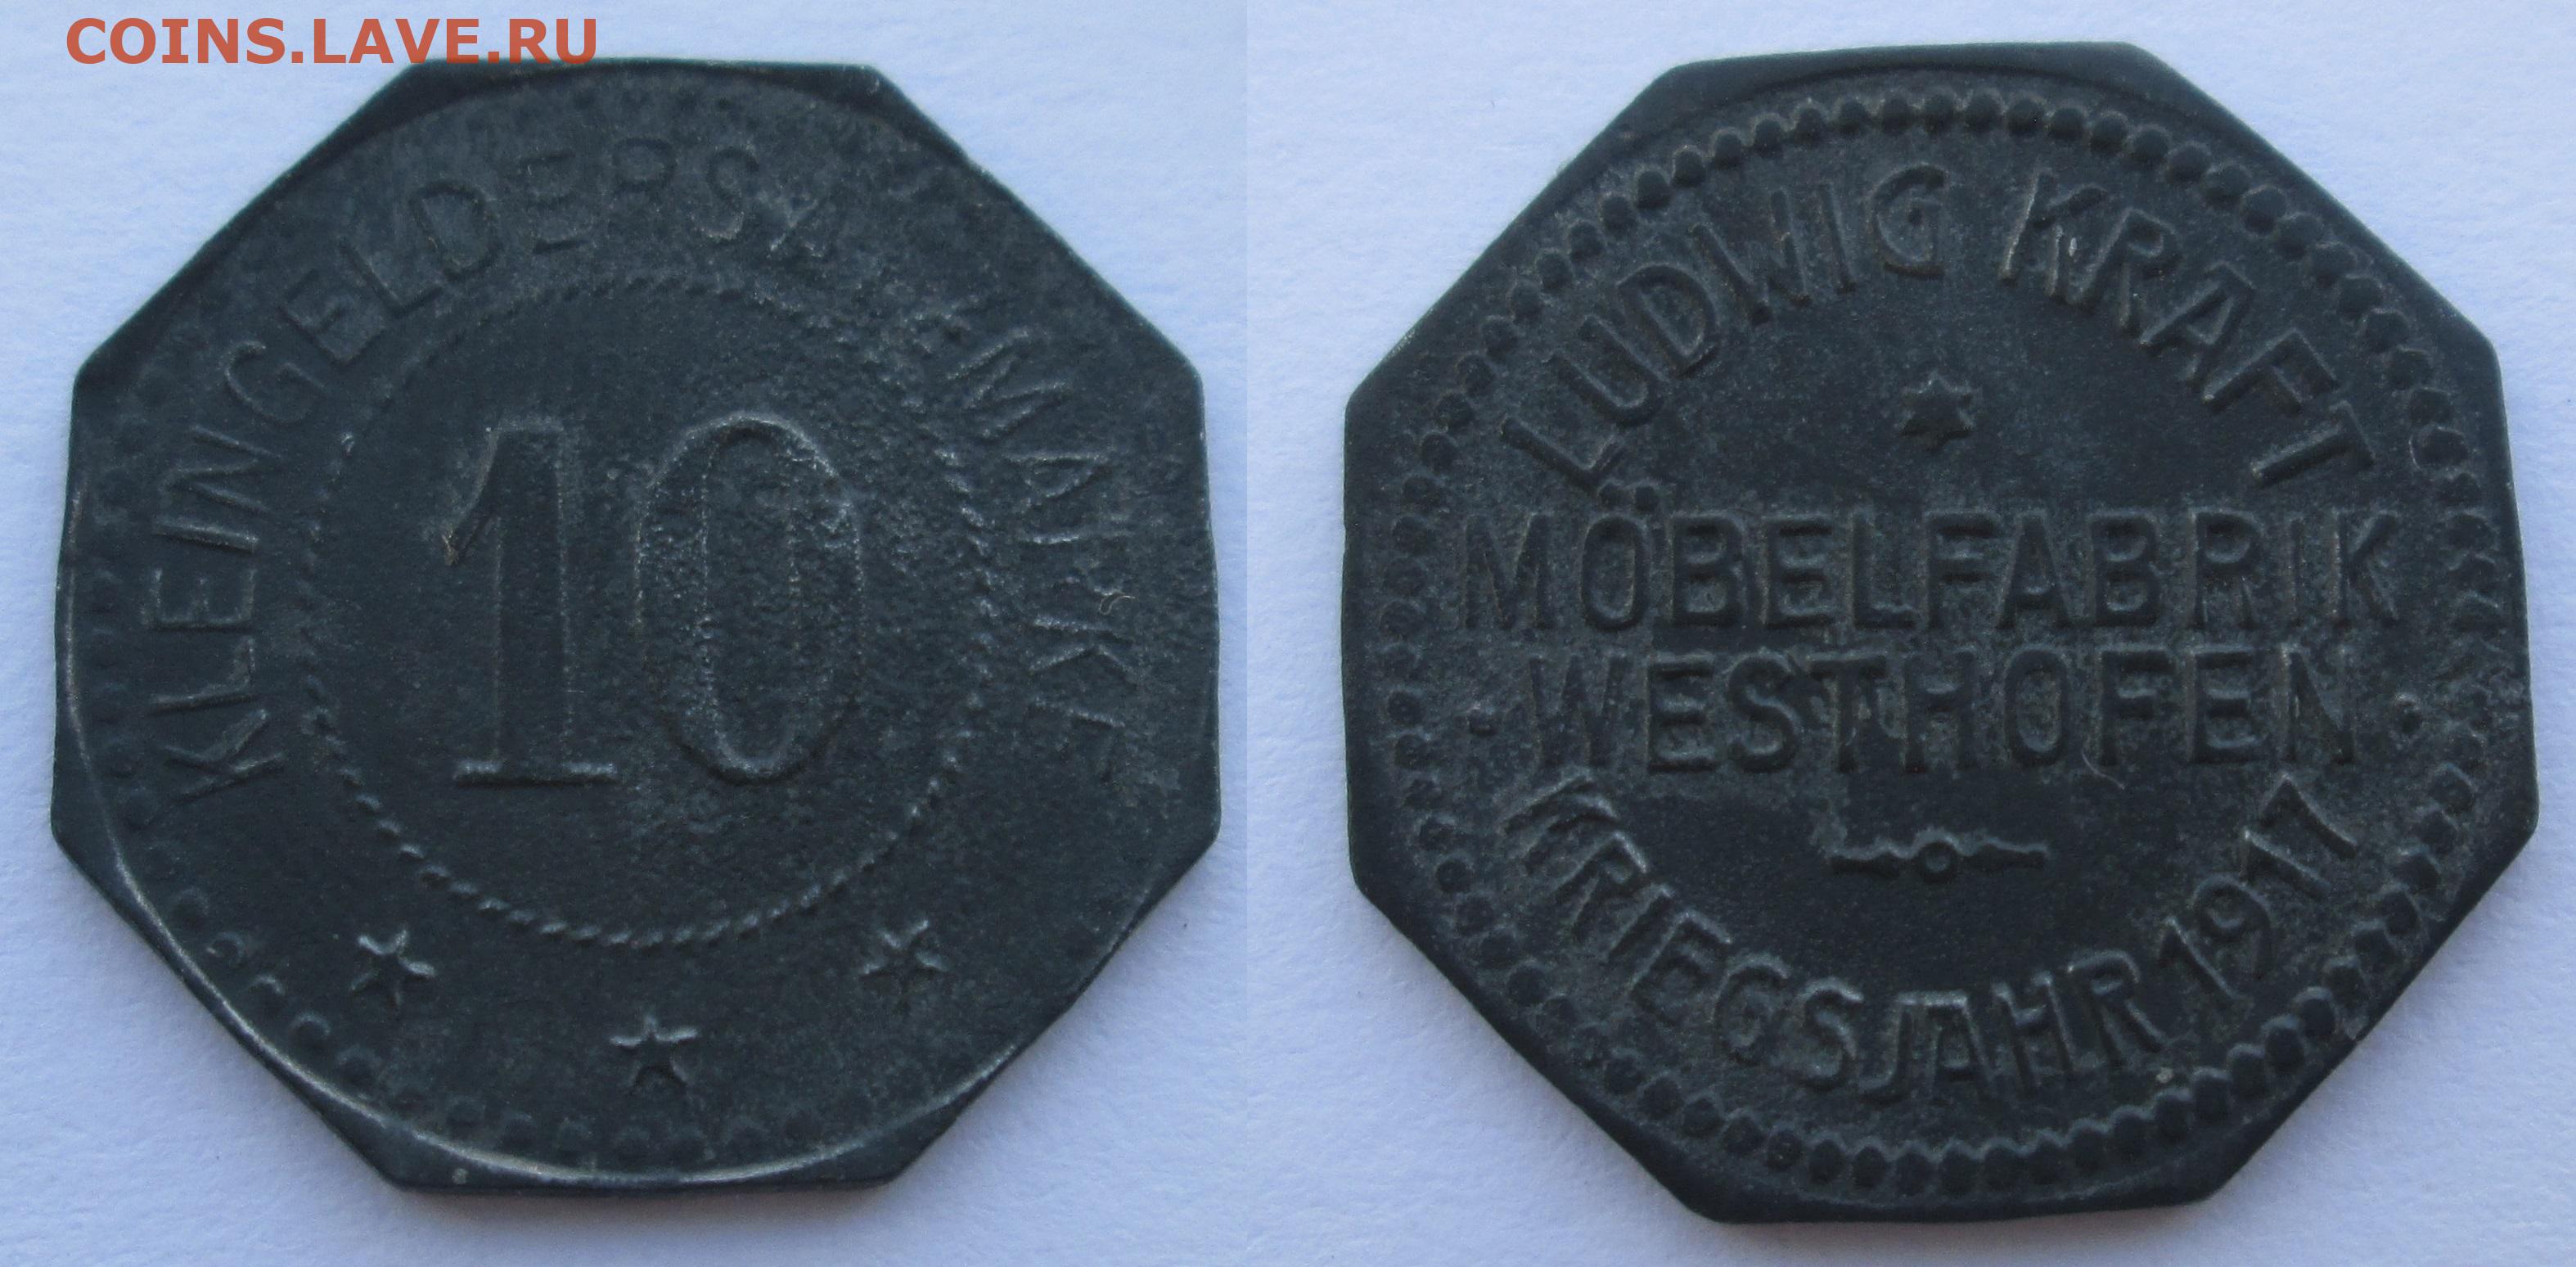 COINS.LAVE.RU
KLEINGELDERSATZMARKE
10
LUDWIG KRAFT
MÖBELFABRIK
·WESTHOFEN·
KRIEGSJAHR 1917